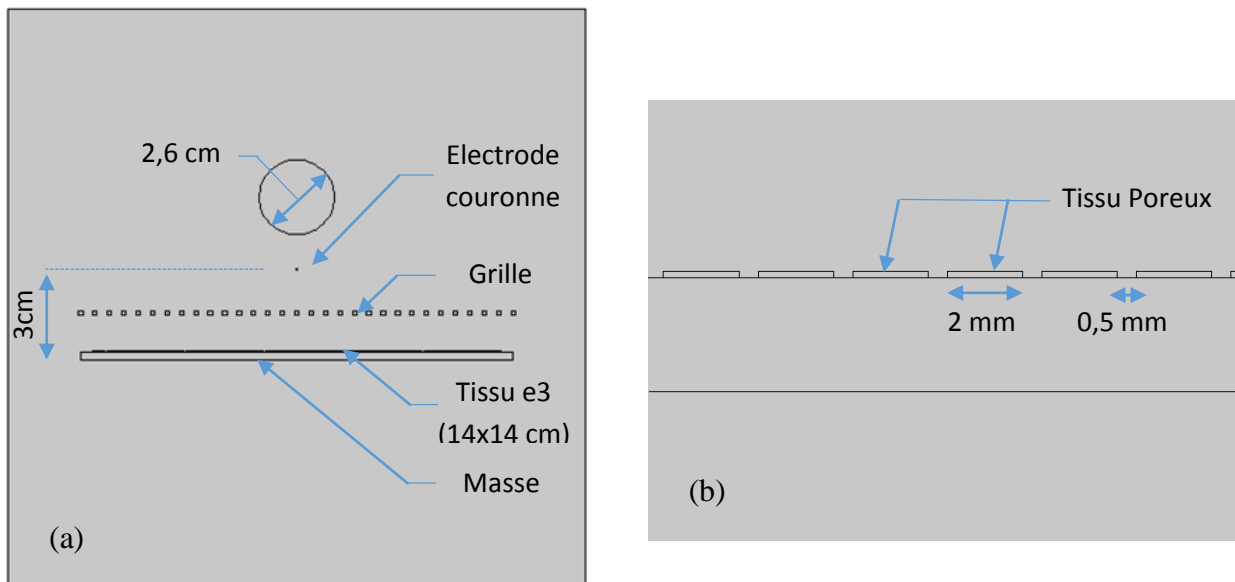 2,6 cm
Electrode
couronne
Grille
3cm
Tissu e3
(14x14 cm)
Masse
(a)
Tissu Poreux
2 mm
0,5 mm
(b)